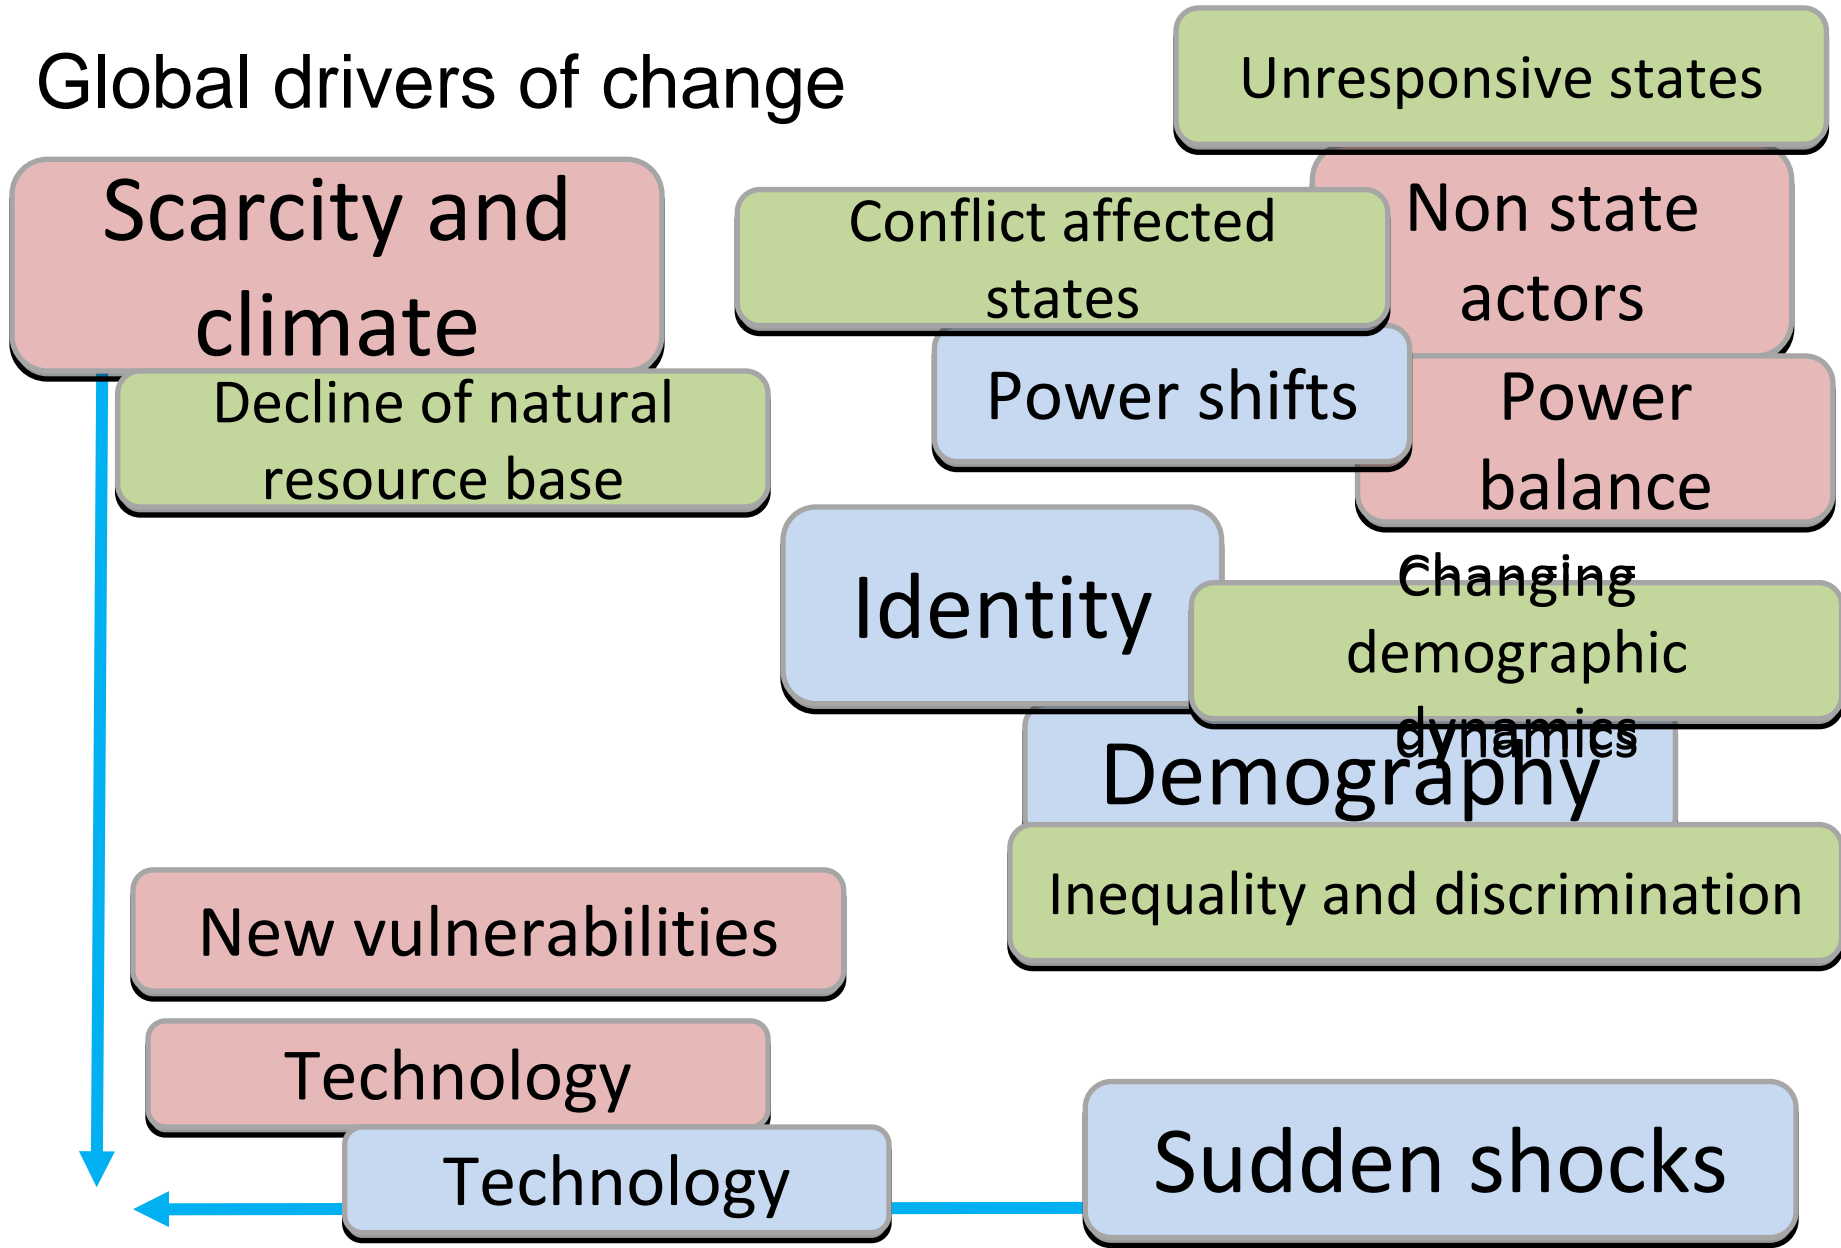 Global drivers of change
Unresponsive states
Scarcity and
climate
Conflict affected
states
Non state
actors
Decline of natural
resource base
Power shifts
Power
balance
Identity
Changing
demographic
dynamics
Demography
Inequality and discrimination
New vulnerabilities
Technology
Technology
Sudden shocks